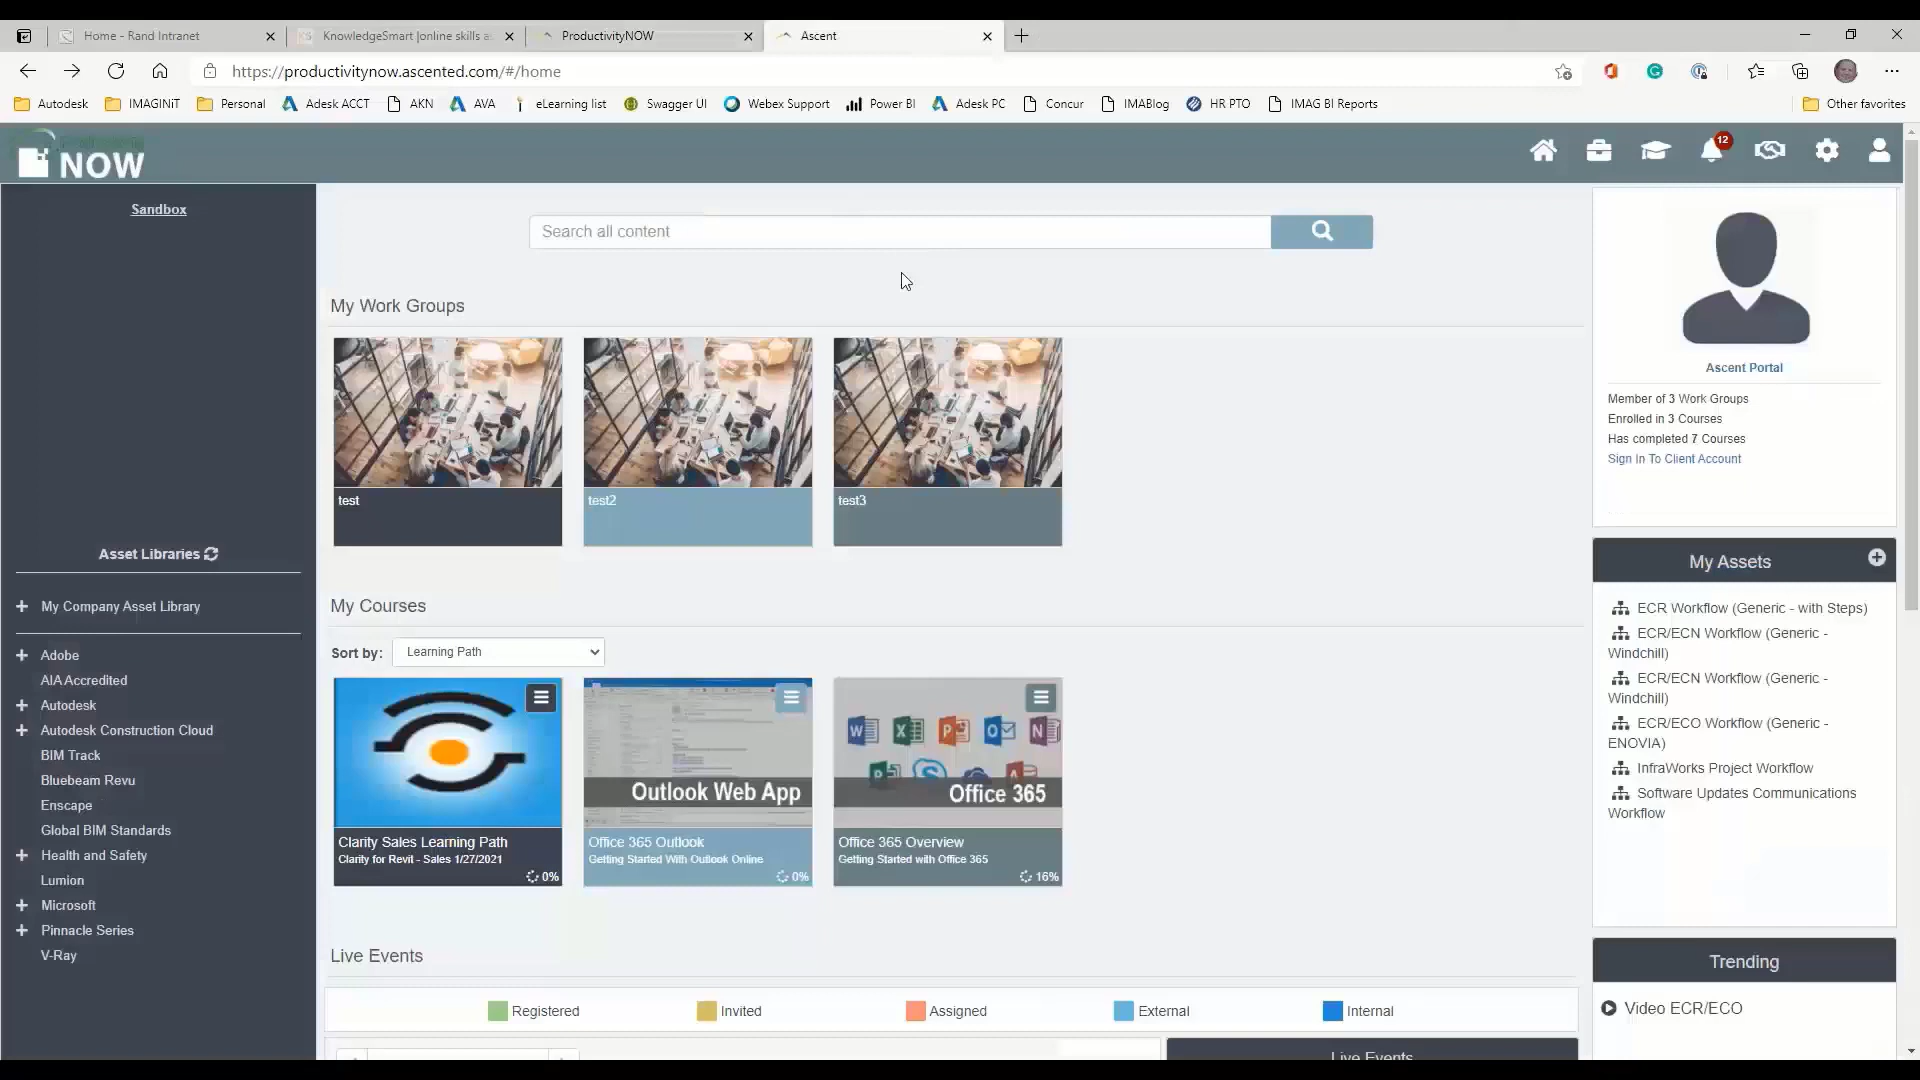 Home - Rand Intranet
KnowledgeSmart |online skills as
ProductivityNOW
Ascent
https://productivitynow.ascented.com/#/home
Autodesk
IMAGINiT
Personal
Adesk ACCT
AKN
AVA
eLearning list
Swagger UI
Webex Support
Power BI
Adesk PC
Concur
IMABlog
HR PTO
IMAG BI Reports
Other favorites
NOW
12
Sandbox
Asset Libraries
My Company Asset Library
Adobe
AIA Accredited
Autodesk
Autodesk Construction Cloud
BIM Track
Bluebeam Revu
Enscape
Global BIM Standards
Health and Safety
Lumion
Microsoft
Pinnacle Series
V-Ray
Search all content
My Work Groups
test
test2
test3
My Courses
Sort by:
Learning Path
Clarity Sales Learning Path
Clarity for Revit - Sales 1/27/2021
0%
Outlook Web App
Office 365 Outlook
Getting Started With Outlook Online
0%
Office 365
Office 365 Overview
Getting Started with Office 365
16%
Live Events
Registered
Invited
Assigned
External
Internal
Live Events
Ascent Portal
Member of 3 Work Groups
Enrolled in 3 Courses
Has completed 7 Courses
Sign In To Client Account
My Assets
ECR Workflow (Generic - with Steps)
ECR/ECN Workflow (Generic -
Windchill)
ECR/ECN Workflow (Generic -
Windchill)
ECR/ECO Workflow (Generic -
ENOVIA)
InfraWorks Project Workflow
Software Updates Communications
Workflow
Trending
Video ECR/ECO